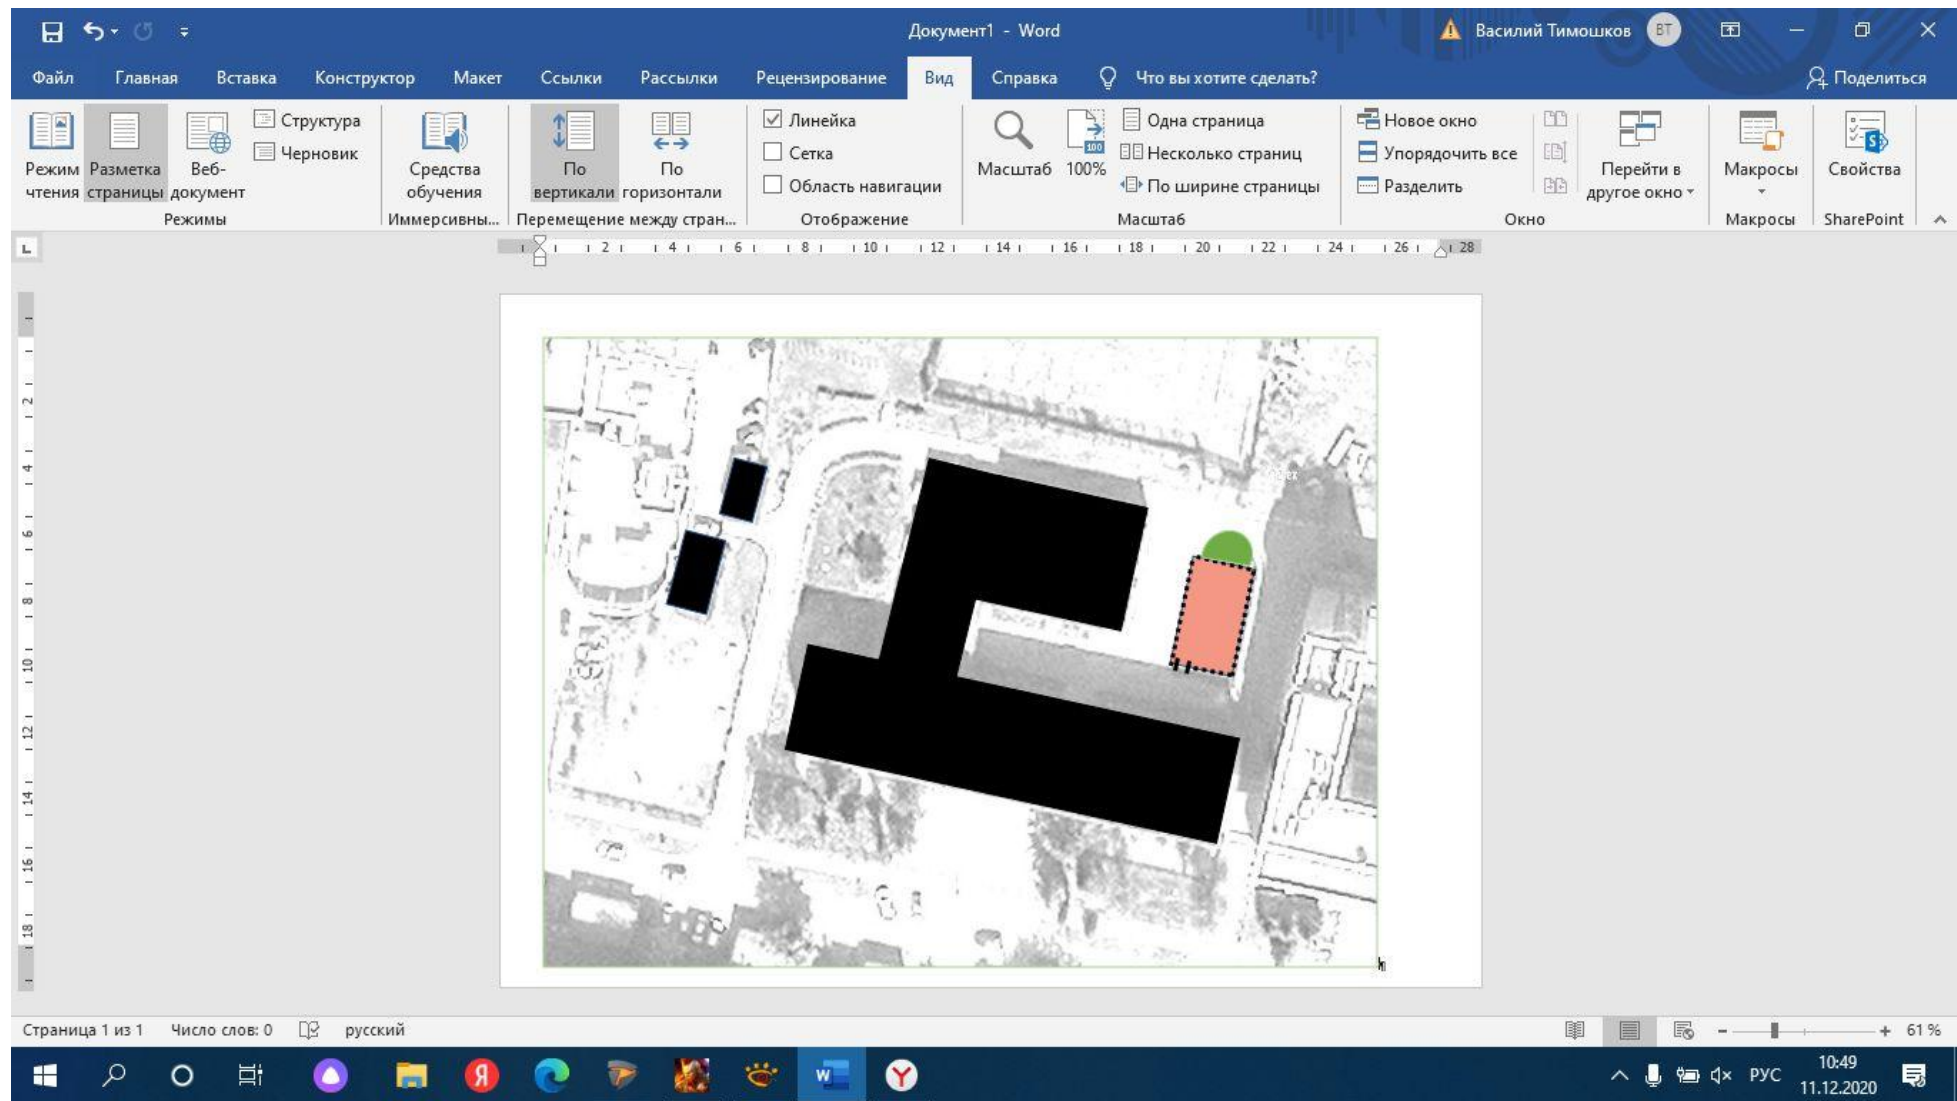 Документ1 - Word
Василий Тимошков ВТ
Файл Главная Вставка Конструктор Макет Ссылки Рассылки Рецензирование Вид Справка Что вы хотите сделать? Поделиться
Режим чтения
Разметка страницы
Веб-документ
Структура
Черновик
Режимы
Средства обучения
Иммерсивны...
По вертикали
По горизонтали
Перемещение между стран...
Линейка
Сетка
Область навигации
Отображение
Масштаб
100
100%
Одна страница
Несколько страниц
По ширине страницы
Масштаб
Новое окно
Упорядочить все
Разделить
Перейти в другое окно
Окно
Макросы
Макросы
S
Свойства
SharePoint
L
2 4 6 8 10 12 14 16 18 20 22 24 26 28
2
4
6
8
10
12
14
16
18
Страница 1 из 1 Число слов: 0 русский
- + 61 %
Я W Y
РУС
10:49
11.12.2020